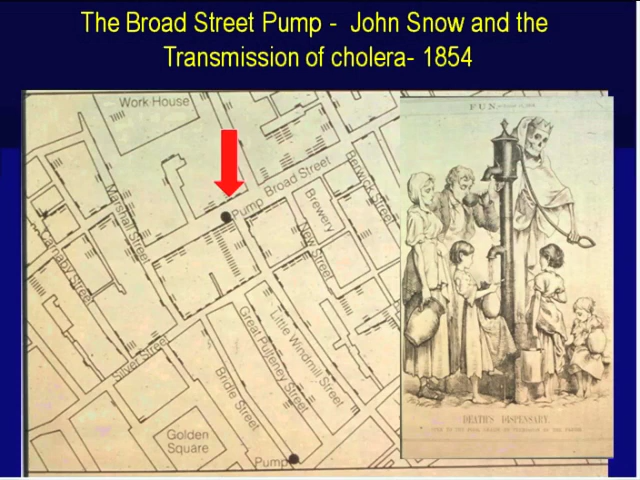 The Broad Street Pump - John Snow and the
Transmission of cholera- 1854
Work House
Marshall Street
Carnaby Street
Pump
Broad Street
Berwick Street
Brewery
New Street
Silver Street
Great Pulteney Street
Little Windmill Street
Bridle Street
Golden
Square
Pump
FUN.
DEATH'S DISPENSARY.